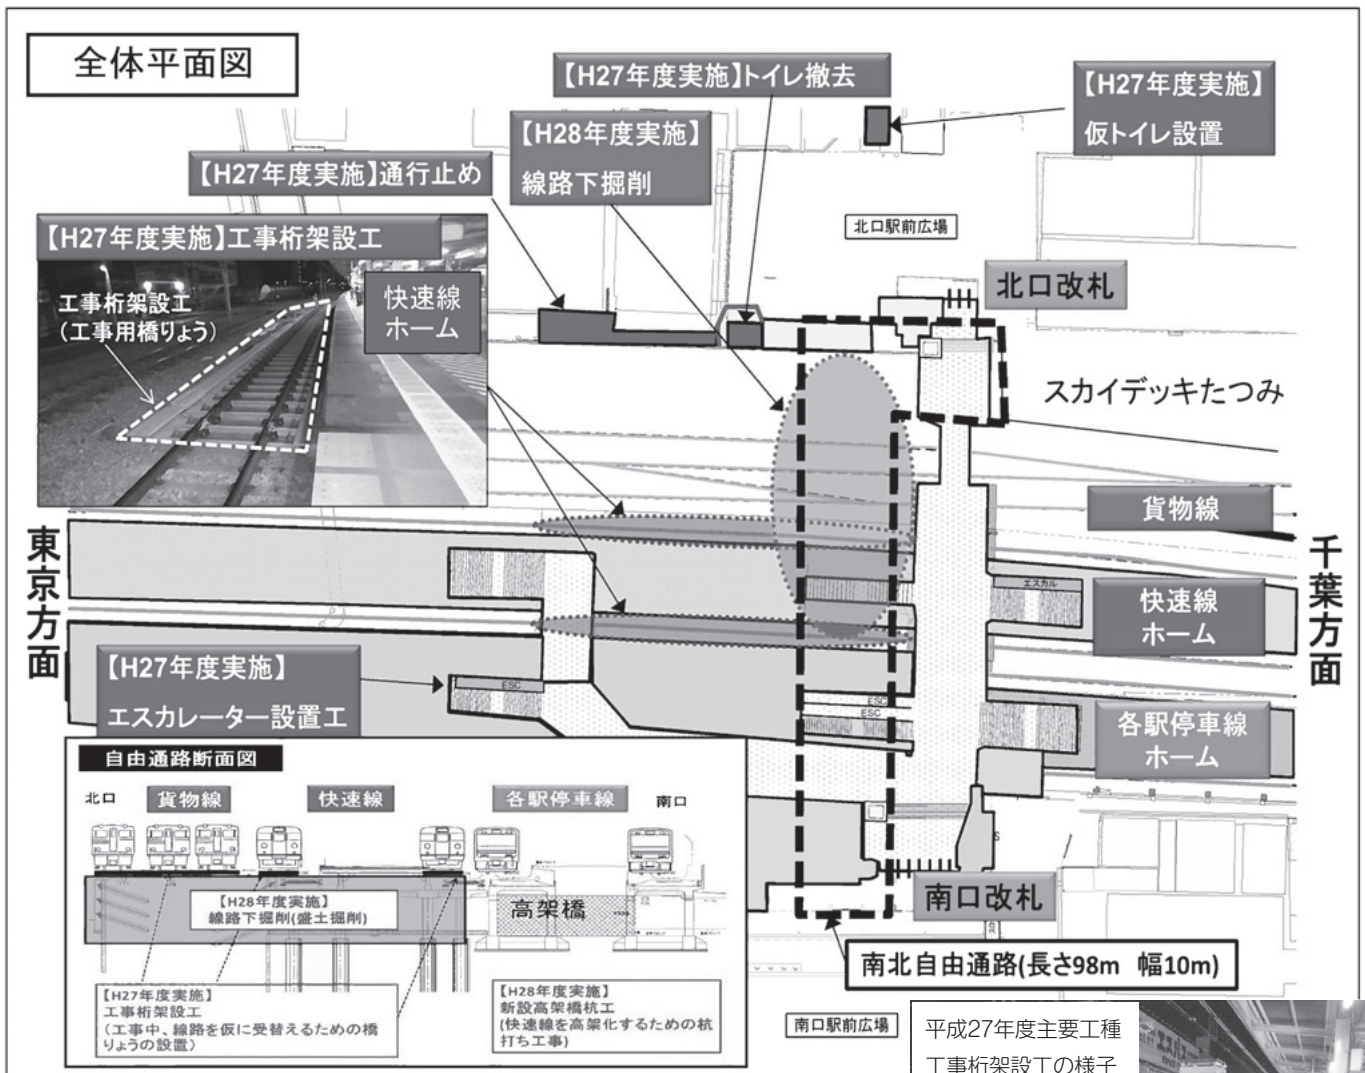 全体平面図
【H27年度実施】トイレ撤去
【H27年度実施】
仮トイレ設置
【H28年度実施】
線路下掘削
【H27年度実施】通行止め
北口駅前広場
【H27年度実施】工事桁架設工
快速線
ホーム
工事桁架設工
(工事用橋りょう)
北口改札
スカイデッキたつみ
貨物線
東京方面
千葉方面
エスカル
快速線
ホーム
【H27年度実施】
エスカレーター設置工
ESC
ESC
ESC
各駅停車線
ホーム
自由通路断面図
北口
貨物線
快速線
各駅停車線
南口
【H28年度実施】
線路下掘削(盛土掘削)
高架橋
南口改札
南北自由通路(長さ98m 幅10m)
【H27年度実施】
工事桁架設工
(工事中、線路を仮に受替えるための橋
りょうの設置)
【H28年度実施】
新設高架橋杭工
(快速線を高架化するための杭
打ち工事)
南口駅前広場
平成27年度主要工種
工事桁架設工の様子